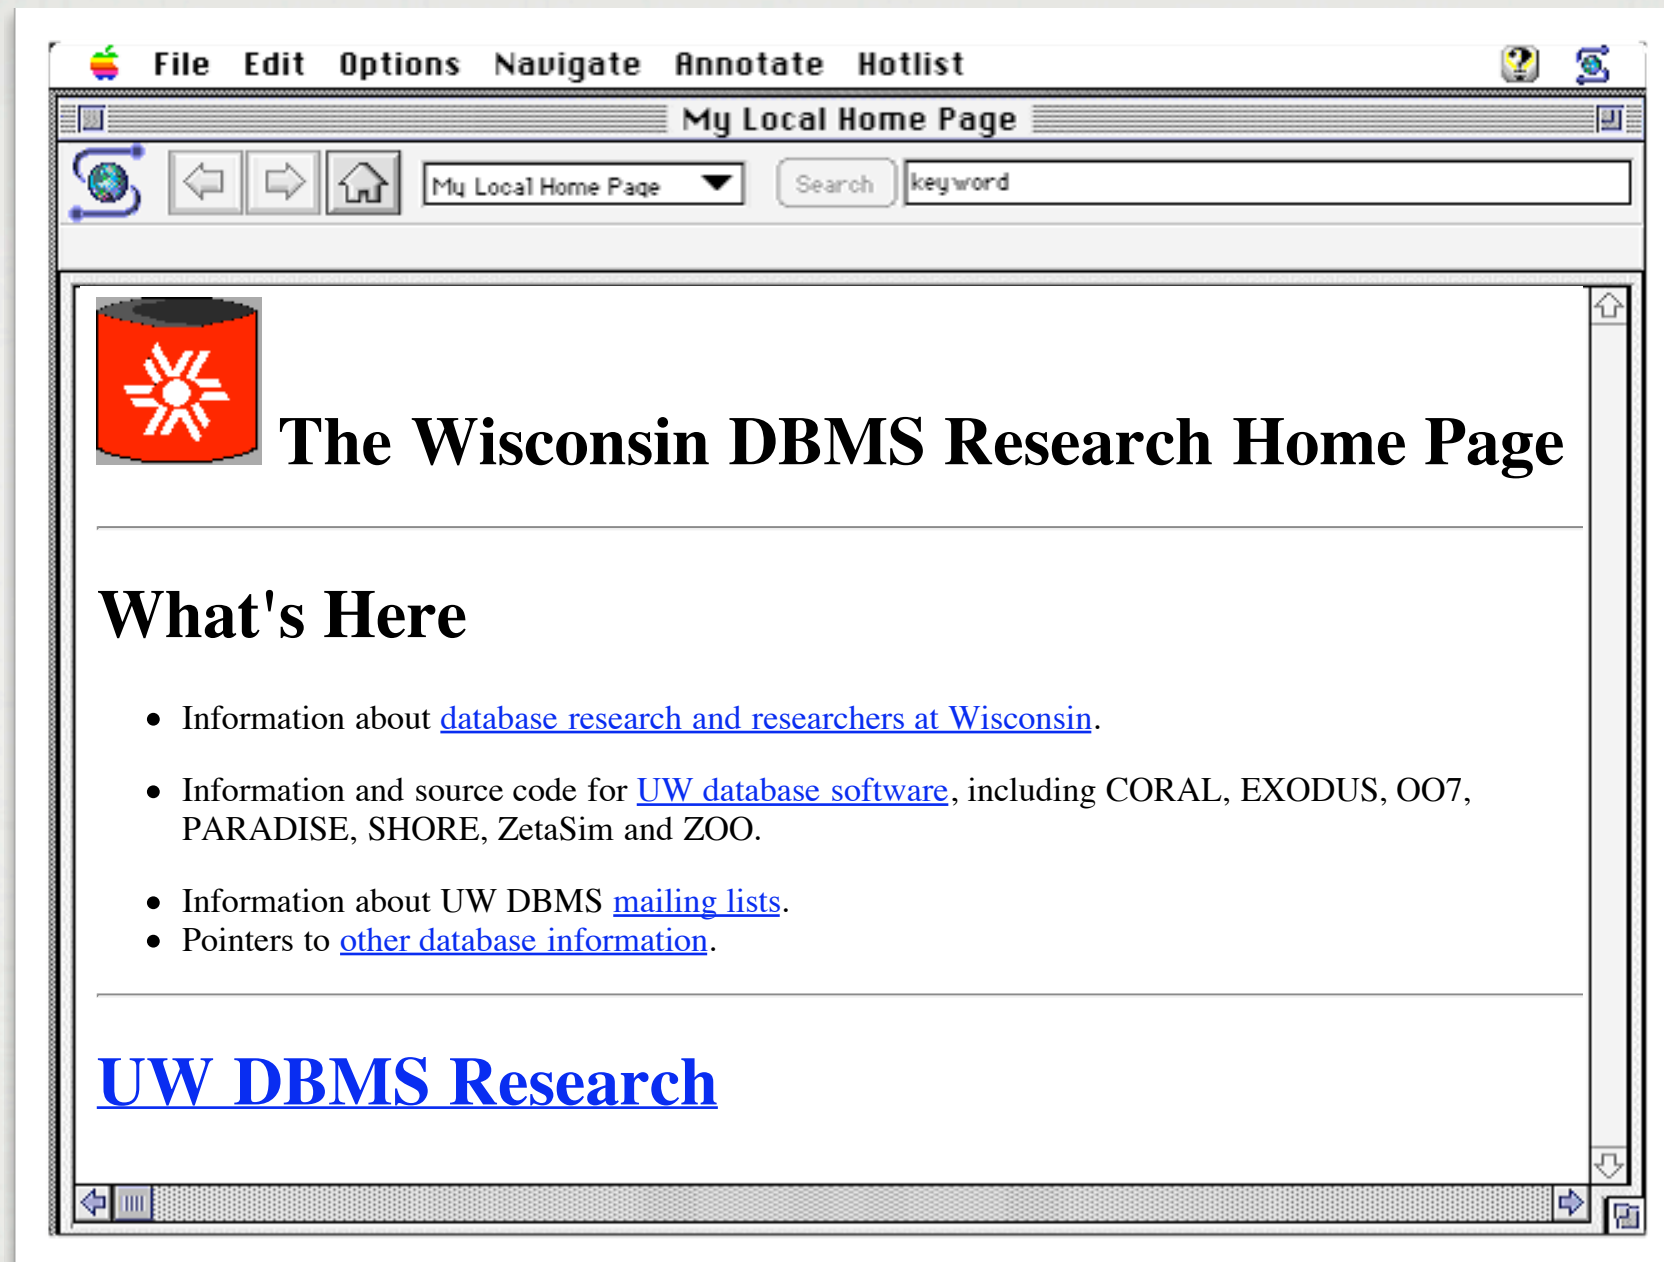 File Edit Options Navigate Annotate Hotlist
My Local Home Page
My Local Home Page Search keyword
The Wisconsin DBMS Research Home Page
What's Here
Information about database research and researchers at Wisconsin.
Information and source code for UW database software, including CORAL, EXODUS, OO7,
PARADISE, SHORE, ZetaSim and ZOO.
Information about UW DBMS mailing lists.
Pointers to other database information.
UW DBMS Research